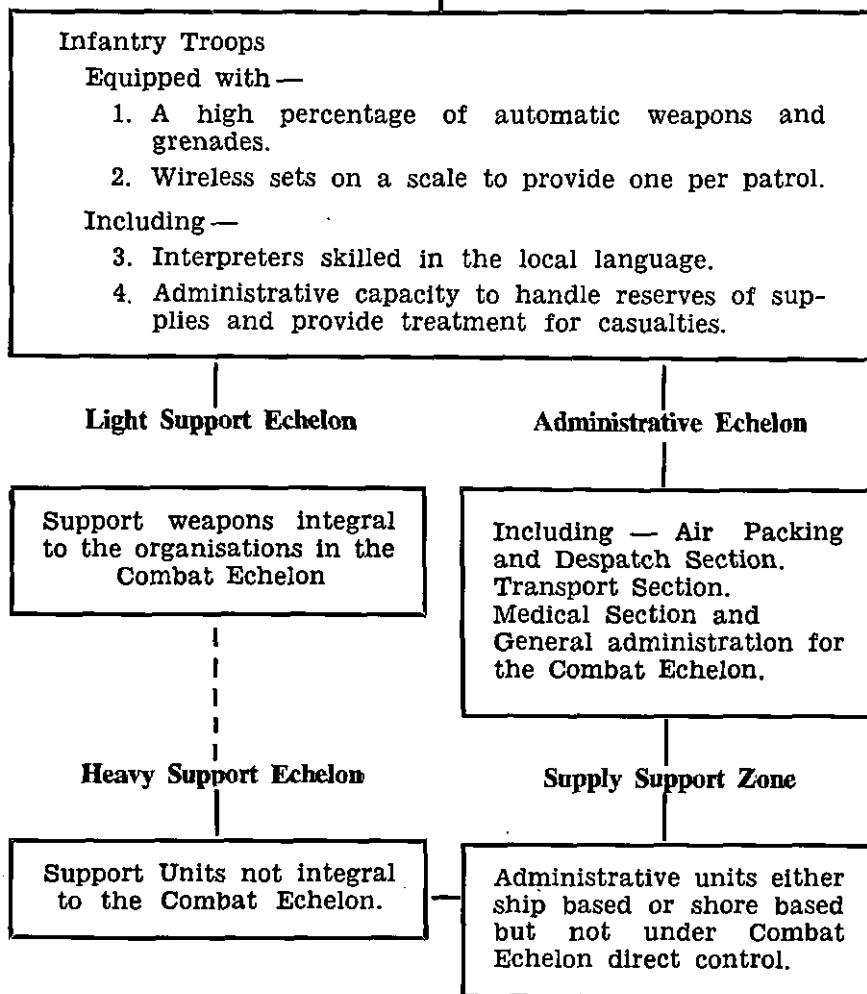 Infantry Troops
Equipped with —
1. A high percentage of automatic weapons and
grenades.
2. Wireless sets on a scale to provide one per patrol.
Including —
3. Interpreters skilled in the local language.
4. Administrative capacity to handle reserves of sup-
plies and provide treatment for casualties.
Light Support Echelon
Support weapons integral
to the organisations in the
Combat Echelon
Heavy Support Echelon
Support Units not integral
to the Combat Echelon.
Administrative Echelon
Including — Air Packing
and Despatch Section.
Transport Section.
Medical Section and
General administration for
the Combat Echelon.
Supply Support Zone
Administrative units either
ship based or shore based
but not under Combat
Echelon direct control.